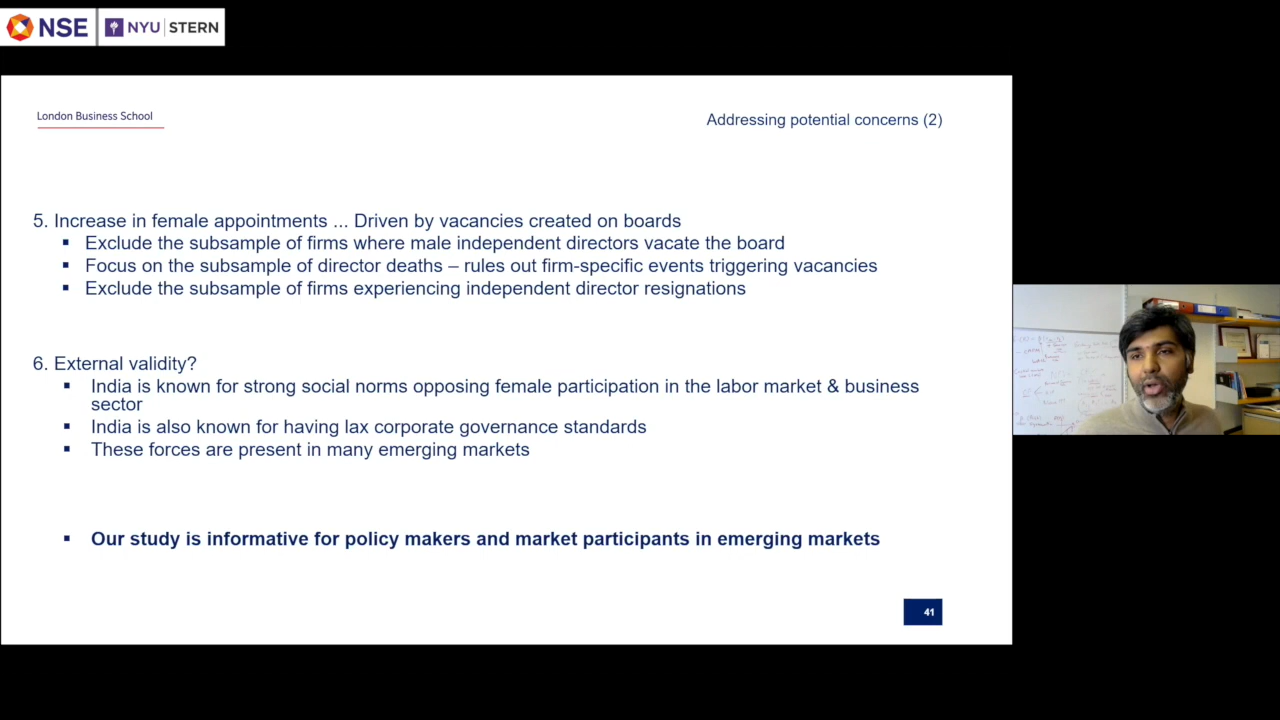 NSE NYU STERN
London Business School
Addressing potential concerns (2)
5. Increase in female appointments ... Driven by vacancies created on boards
▪ Exclude the subsample of firms where male independent directors vacate the board
▪ Focus on the subsample of director deaths – rules out firm-specific events triggering vacancies
▪ Exclude the subsample of firms experiencing independent director resignations
6. External validity?
▪ India is known for strong social norms opposing female participation in the labor market & business
sector
▪ India is also known for having lax corporate governance standards
▪ These forces are present in many emerging markets
▪ Our study is informative for policy makers and market participants in emerging markets
41